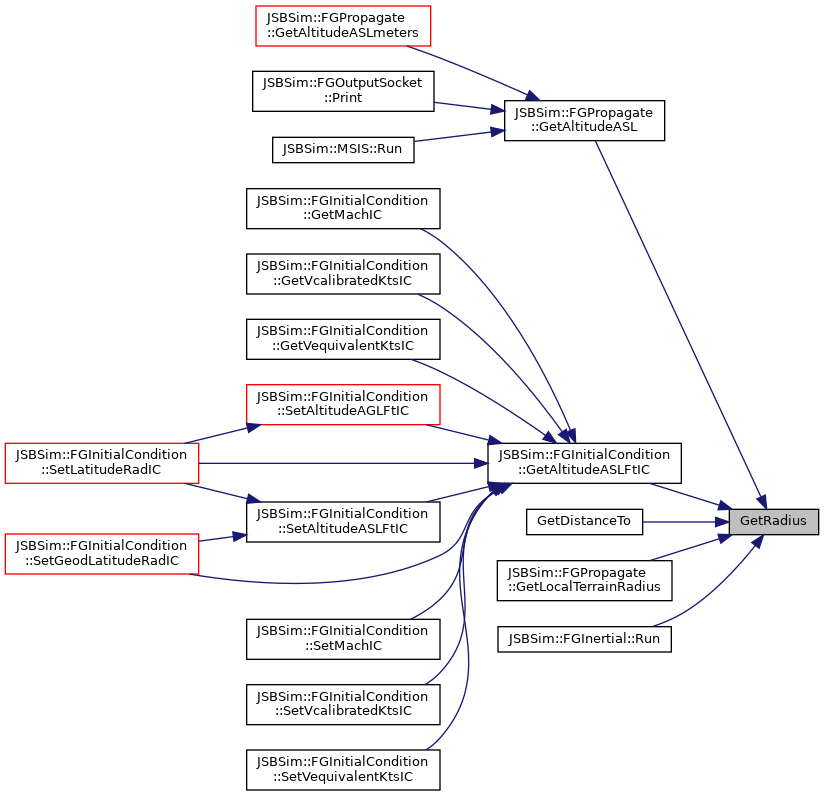 JSBSim::FGPropagate
::GetAltitudeASLmeters
JSBSim::FGOutputSocket
::Print
JSBSim::FGPropagate
::GetAltitudeASL
JSBSim::MSIS::Run
JSBSim::FGInitialCondition
::GetMachIC
JSBSim::FGInitialCondition
::GetVcalibratedKtsIC
JSBSim::FGInitialCondition
::GetVequivalentKtsIC
JSBSim::FGInitialCondition
::SetAltitudeAGLFtIC
JSBSim::FGInitialCondition
::SetLatitudeRadIC
JSBSim::FGInitialCondition
::GetAltitudeASLFtIC
JSBSim::FGInitialCondition
::SetAltitudeASLFtIC
GetDistanceTo
GetRadius
JSBSim::FGInitialCondition
::SetGeodLatitudeRadIC
JSBSim::FGPropagate
::GetLocalTerrainRadius
JSBSim::FGInitialCondition
::SetMachIC
JSBSim::FGInertial::Run
JSBSim::FGInitialCondition
::SetVcalibratedKtsIC
JSBSim::FGInitialCondition
::SetVequivalentKtsIC